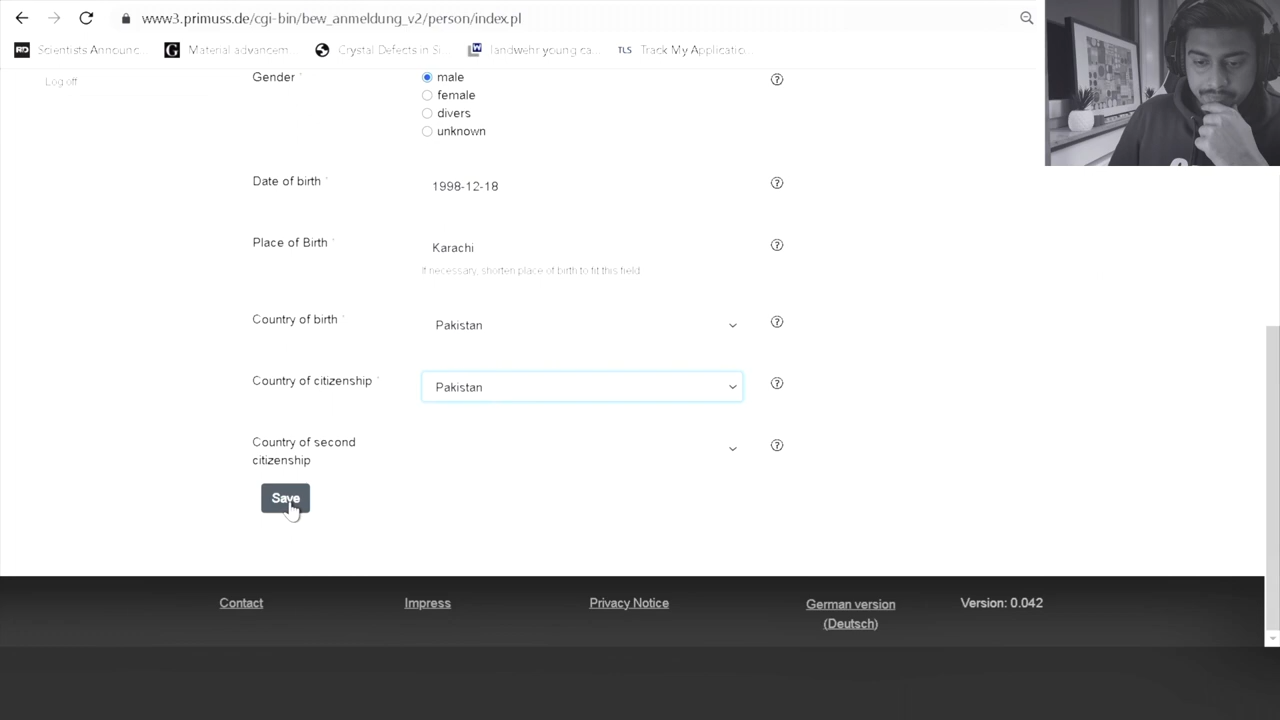 www3.primuss.de/cgi-bin/bew_anmeldung_v2/person/index.pl
RD Scientists Announc... G Material advancem... Crystal Defects in Si... W landwehr young ca... TLS Track My Applicatio...
Log off
Gender * male
female
divers
unknown
Date of birth * 1998-12-18
Place of Birth * Karachi
If necessary, shorten place of birth to fit this field
Country of birth * Pakistan
Country of citizenship * Pakistan
Country of second
citizenship
Save
Contact Impress Privacy Notice German version Version: 0.042
(Deutsch)